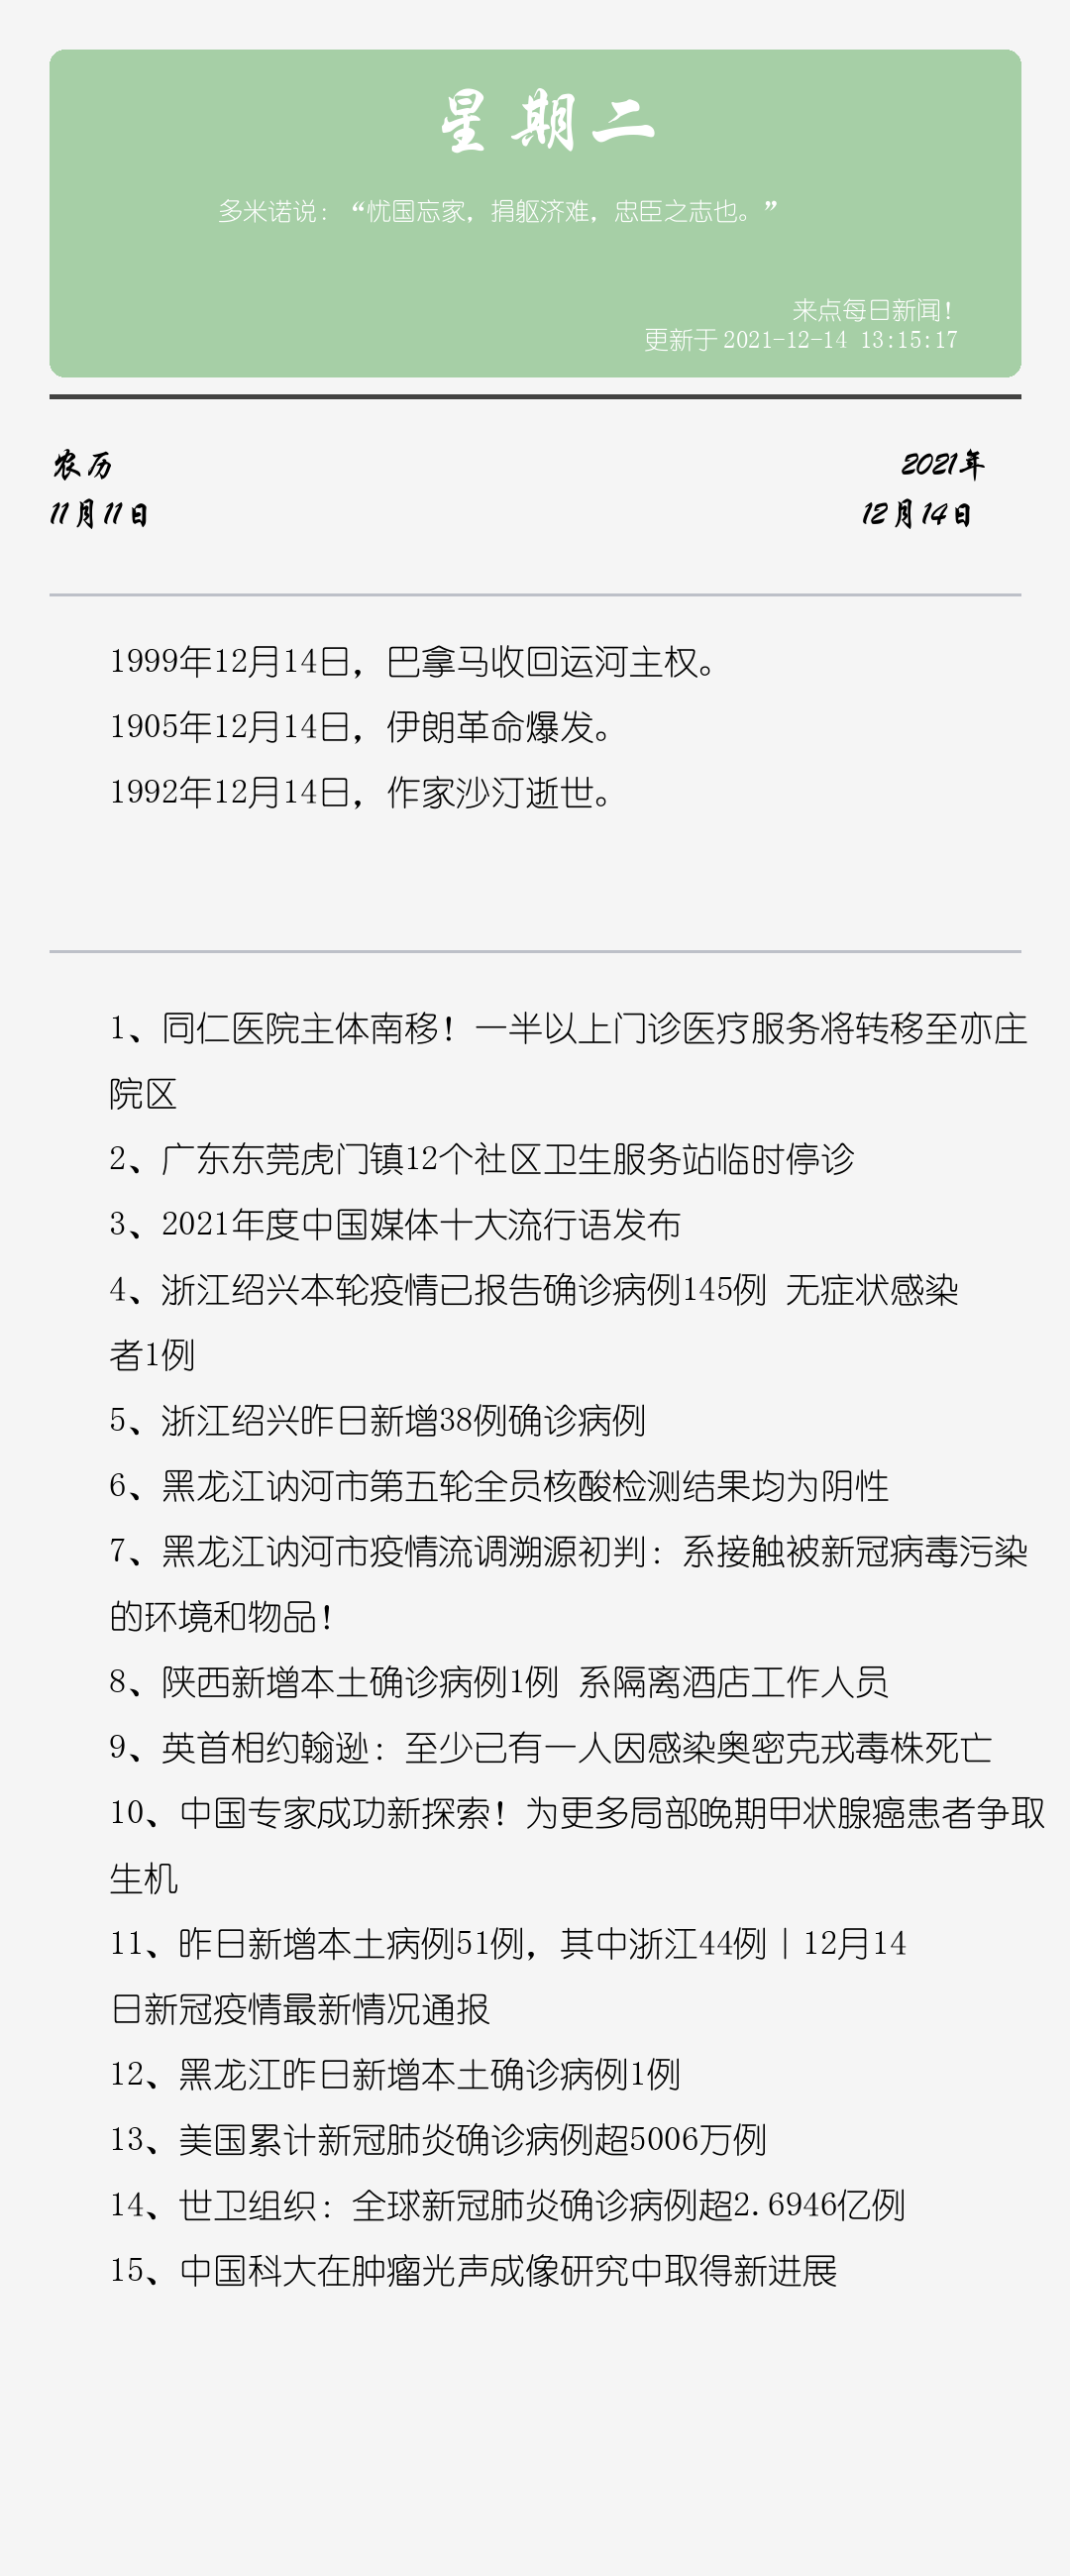 星期二
多米诺说：“忧国忘家，捐躯济难，忠臣之志也。”
来点每日新闻！
更新于 2021-12-14 13:15:17
农历
2021年
11月11日
12月14日
1999年12月14日，巴拿马收回运河主权。
1905年12月14日，伊朗革命爆发。
1992年12月14日，作家沙汀逝世。
1、同仁医院主体南移！一半以上门诊医疗服务将转移至亦庄
院区
2、广东东莞虎门镇12个社区卫生服务站临时停诊
3、2021年度中国媒体十大流行语发布
4、浙江绍兴本轮疫情已报告确诊病例145例 无症状感染
者1例
5、浙江绍兴昨日新增38例确诊病例
6、黑龙江讷河市第五轮全员核酸检测结果均为阴性
7、黑龙江讷河市疫情流调溯源初判：系接触被新冠病毒污染
的环境和物品！
8、陕西新增本土确诊病例1例 系隔离酒店工作人员
9、英首相约翰逊：至少已有一人因感染奥密克戎毒株死亡
10、中国专家成功新探索！为更多局部晚期甲状腺癌患者争取
生机
11、昨日新增本土病例51例，其中浙江44例丨12月14
日新冠疫情最新情况通报
12、黑龙江昨日新增本土确诊病例1例
13、美国累计新冠肺炎确诊病例超5006万例
14、世卫组织：全球新冠肺炎确诊病例超2.6946亿例
15、中国科大在肿瘤光声成像研究中取得新进展